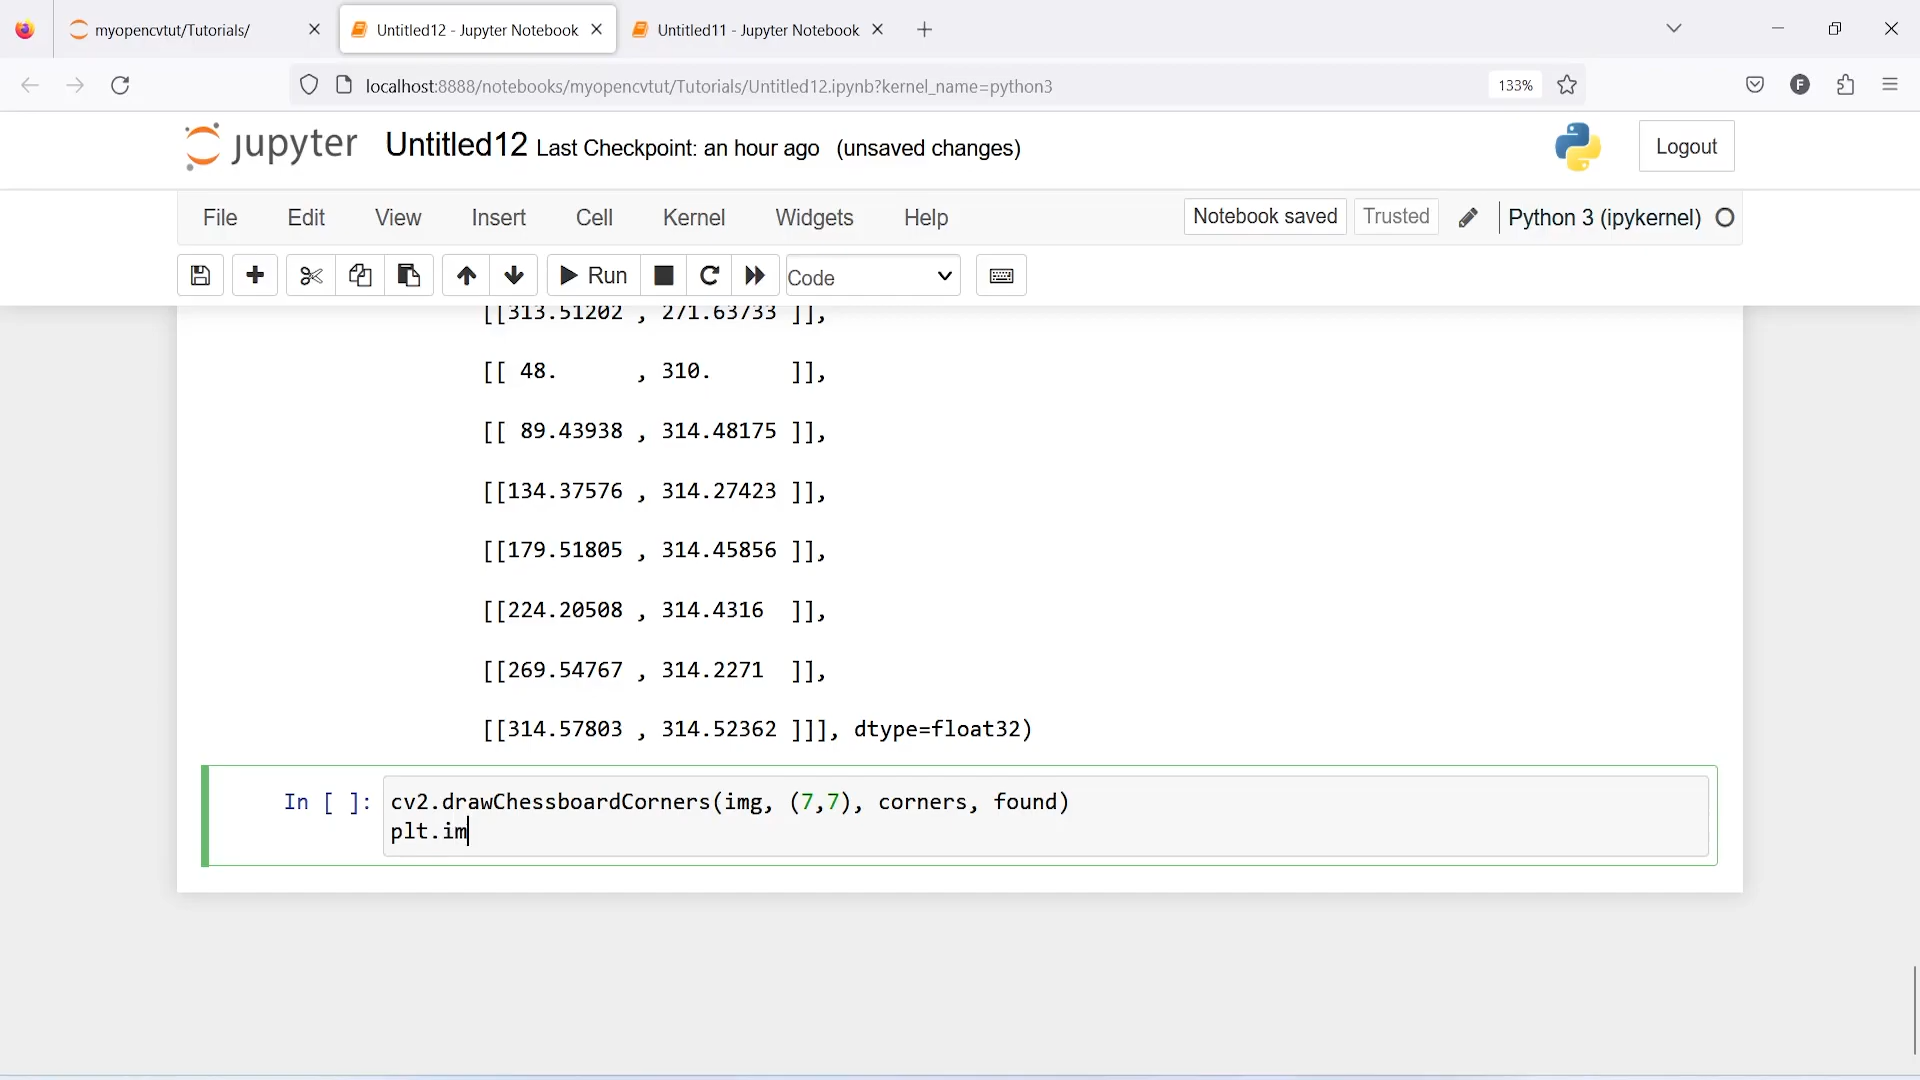 myopencvtut/Tutorials/
Untitled12 - Jupyter Notebook
Untitled11 - Jupyter Notebook
localhost:8888/notebooks/myopencvtut/Tutorials/Untitled12.ipynb?kernel_name=python3
133%
F
jupyter Untitled12 Last Checkpoint: an hour ago (unsaved changes)
Logout
File Edit View Insert Cell Kernel Widgets Help
Notebook saved Trusted Python 3 (ipykernel)
Run Code
[[313.51202 , 271.63733 ]],
[[ 48.      , 310.      ]],
[[ 89.43938 , 314.48175 ]],
[[134.37576 , 314.27423 ]],
[[179.51805 , 314.45856 ]],
[[224.20508 , 314.4316  ]],
[[269.54767 , 314.2271  ]],
[[314.57803 , 314.52362 ]]], dtype=float32)
In [ ]: cv2.drawChessboardCorners(img, (7,7), corners, found)
plt.im